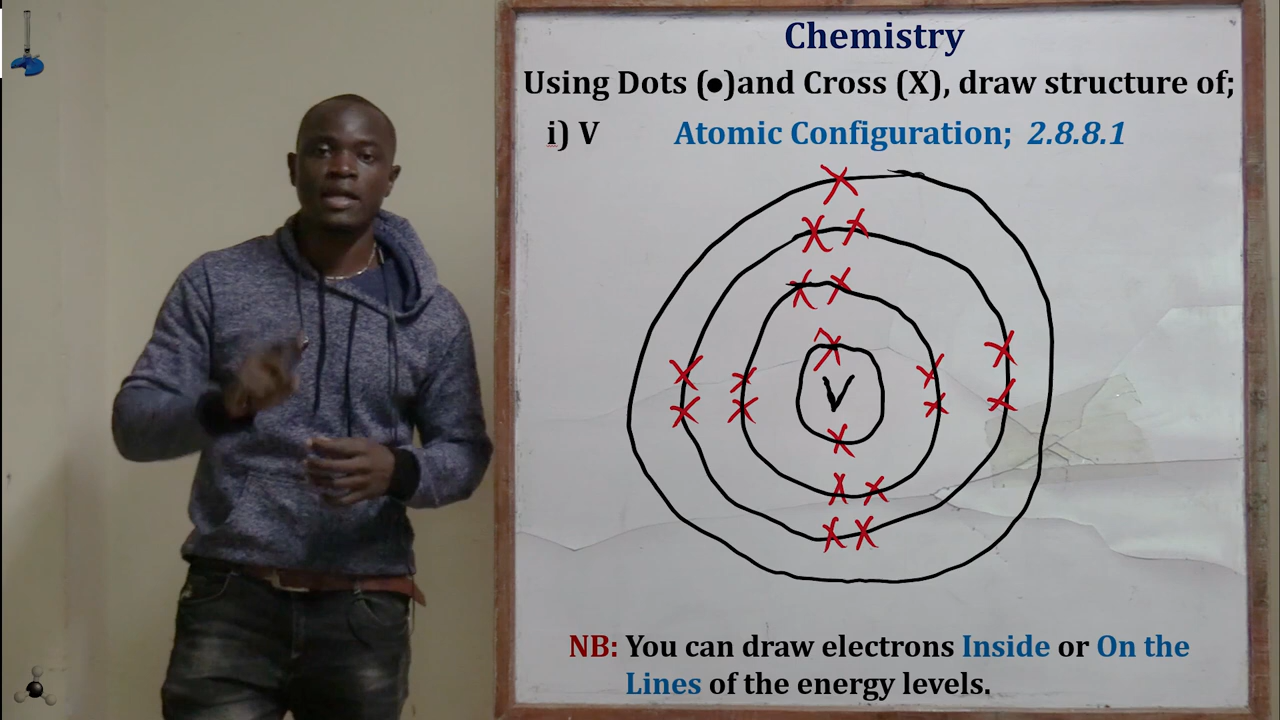 Chemistry
Using Dots (●)and Cross (X), draw structure of;
i) V Atomic Configuration; 2.8.8.1
V
NB: You can draw electrons Inside or On the
Lines of the energy levels.